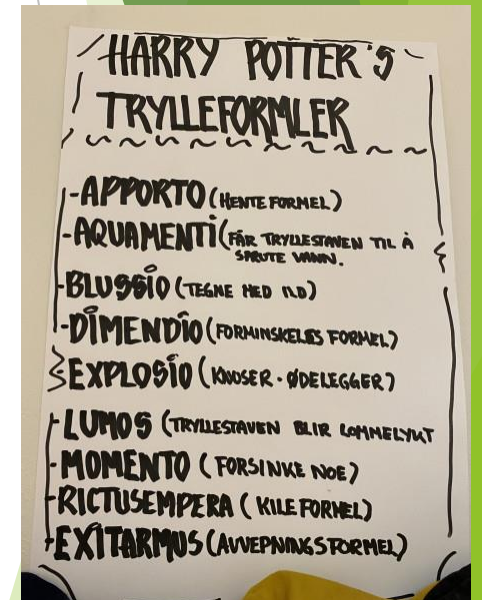 HARRY POTTER'S
TRYLLEFORMLER
-APPORTO (HENTE FORMEL)
-AQUAMENTI (FÅR TRYLLESTAVEN TIL Å
SPRUTE VANN.
-BLUSSIO (TEGNE MED ILD)
-DIMENDIO (FORMINSKELES FORMEL)
EXPLOSIO (KNUSER - ØDELEGGER)
-LUMOS (TRYLLESTAVEN BLIR LOMMELYKT
-MOMENTO (FORSINKE NOE)
-RICTUSEMPERA (KILE FORMEL)
-EXITARMUS (AVVEPNINGSFORMEL)